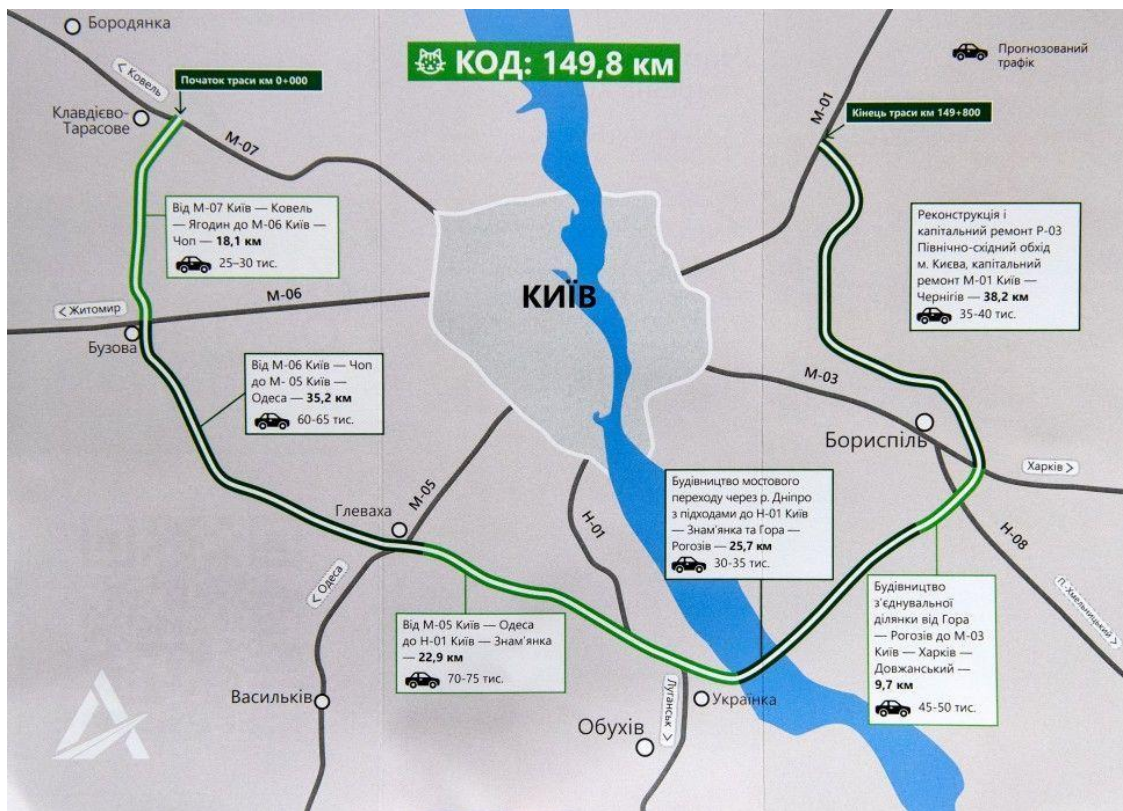 Бородянка
КОД: 149,8 км
Прогнозований
трафік
< Ковель
Початок траси км 0+000
М-01
Кінець траси км 149+800
Клавдієво-
Тарасове
М-07
Від М-07 Київ — Ковель
— Ягодин до М-06 Київ —
Чоп — 18,1 км
25–30 тис.
Реконструкція і
капітальний ремонт Р-03
Північно-східний обхід
м. Києва, капітальний
ремонт М-01 Київ —
Чернігів — 38,2 км
35-40 тис.
КИЇВ
М-06
< Житомир
Бузова
Від М-06 Київ — Чоп
до М- 05 Київ —
Одеса — 35,2 км
60-65 тис.
М-03
Бориспіль
Харків >
М-05
Глеваха
Н-01
Будівництво мостового
переходу через р. Дніпро
з підходами до Н-01 Київ
— Знам'янка та Гора —
Рогозів — 25,7 км
30-35 тис.
Н-08
< Одеса
П.-Хмельницький >
Від М-05 Київ — Одеса
до Н-01 Київ — Знам'янка
— 22,9 км
70-75 тис.
Будівництво
з'єднувальної
ділянки від Гора
— Рогозів до М-03
Київ — Харків —
Довжанський —
9,7 км
45-50 тис.
Васильків
Українка
Луганськ >
Обухів